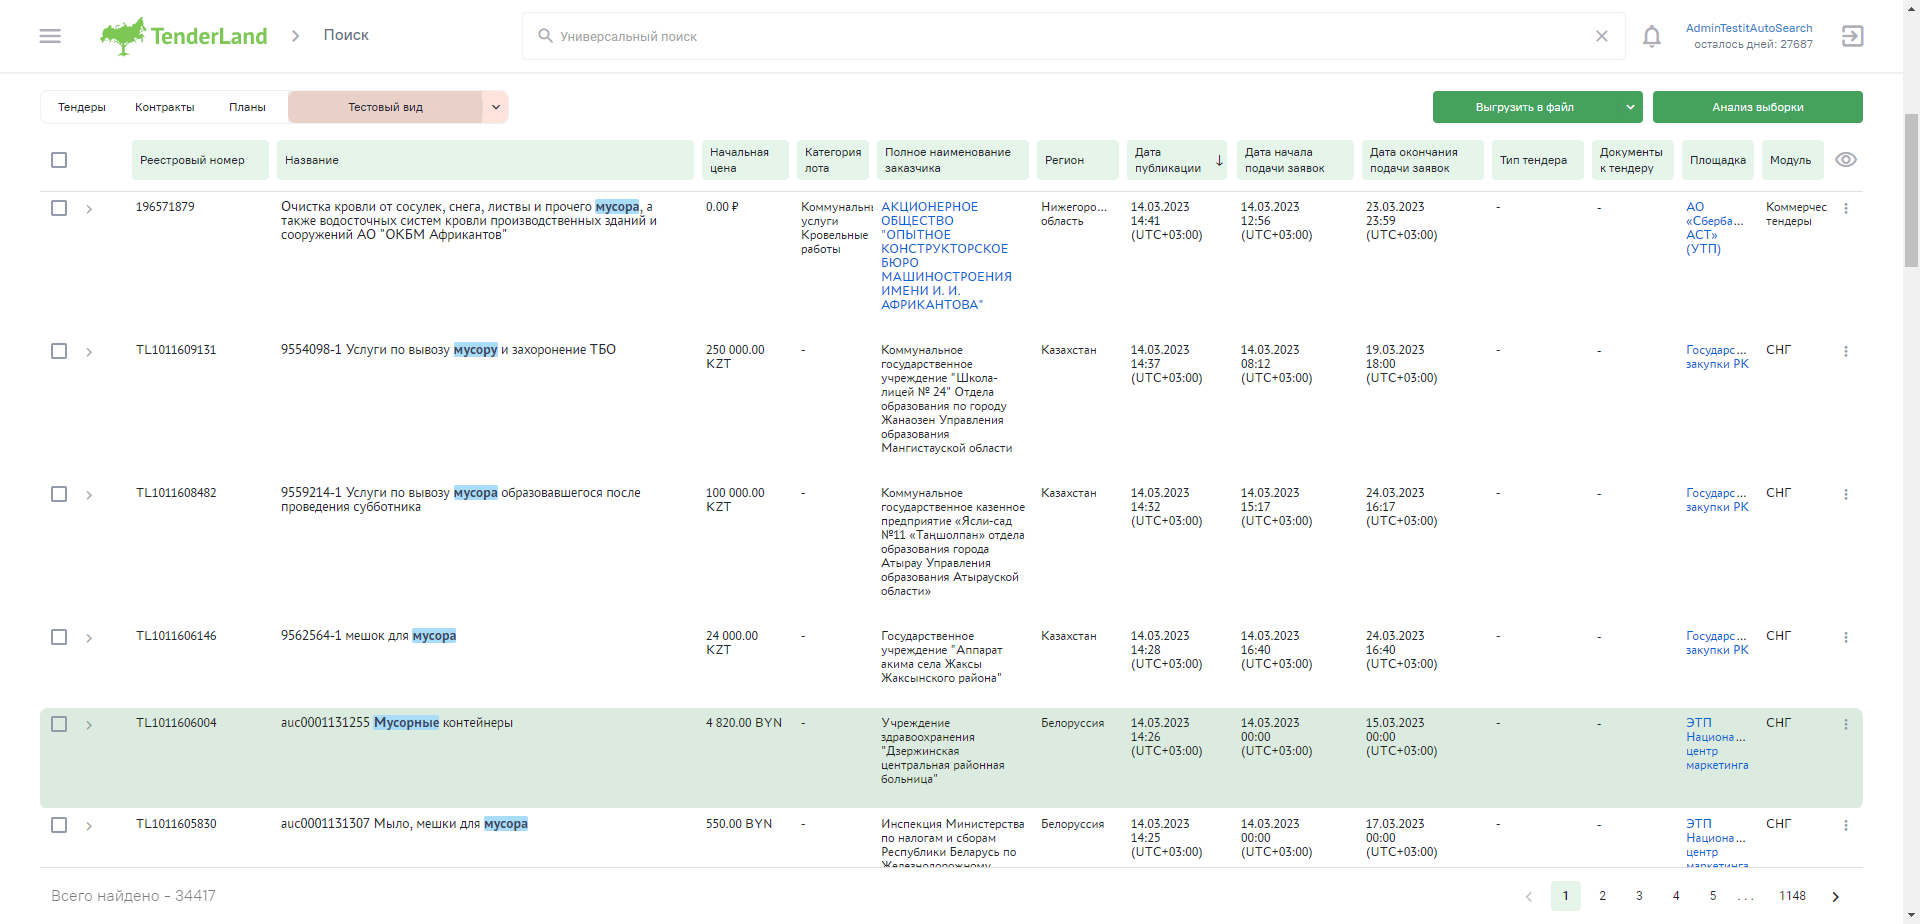 TenderLand
Поиск
Универсальный поиск
AdminTestitAutoSearch
осталось дней: 27687
Тендеры
Контракты
Планы
Тестовый вид
Выгрузить в файл
Анализ выборки
Реестровый номер
Название
Начальная
цена
Категория
лота
Полное наименование
заказчика
Регион
Дата
публикации
Дата начала
подачи заявок
Дата окончания
подачи заявок
Тип тендера
Документы
к тендеру
Площадка
Модуль
196571879
Очистка кровли от сосулек, снега, листвы и прочего мусора, а
также водосточных систем кровли производственных зданий и
сооружений АО "ОКБМ Африкантов"
0.00 ₽
Коммунальн
услуги
Кровельные
работы
АКЦИОНЕРНОЕ
ОБЩЕСТВО
"ОПЫТНОЕ
КОНСТРУКТОРСКОЕ
БЮРО
МАШИНОСТРОЕНИЯ
ИМЕНИ И. И.
АФРИКАНТОВА"
Нижегоро...
область
14.03.2023
14:41
(UTC+03:00)
14.03.2023
12:56
(UTC+03:00)
23.03.2023
23:59
(UTC+03:00)
-
-
АО
«Сберба...
АСТ»
(УТП)
Коммерчес
тендеры
TL1011609131
9554098-1 Услуги по вывозу мусору и захоронение ТБО
250 000.00
KZT
-
Коммунальное
государственное
учреждение "Школа-
лицей № 24" Отдела
образования по городу
Жанаозен Управления
образования
Мангистауской области
Казахстан
14.03.2023
14:37
(UTC+03:00)
14.03.2023
08:12
(UTC+03:00)
19.03.2023
18:00
(UTC+03:00)
-
-
Государс...
закупки РК
СНГ
TL1011608482
9559214-1 Услуги по вывозу мусора образовавшегося после
проведения субботника
100 000.00
KZT
-
Коммунальное
государственное казенное
предприятие «Ясли-сад
№11 «Таңшолпан» отдела
образования города
Атырау Управления
образования Атырауской
области»
Казахстан
14.03.2023
14:32
(UTC+03:00)
14.03.2023
15:17
(UTC+03:00)
24.03.2023
16:17
(UTC+03:00)
-
-
Государс...
закупки РК
СНГ
TL1011606146
9562564-1 мешок для мусора
24 000.00
KZT
-
Государственное
учреждение "Аппарат
акима села Жаксы
Жаксынского района"
Казахстан
14.03.2023
14:28
(UTC+03:00)
14.03.2023
16:40
(UTC+03:00)
24.03.2023
16:40
(UTC+03:00)
-
-
Государс...
закупки РК
СНГ
TL1011606004
auc0001131255 Мусорные контейнеры
4 820.00 BYN
-
Учреждение
здравоохранения
"Дзержинская
центральная районная
больница"
Белоруссия
14.03.2023
14:26
(UTC+03:00)
14.03.2023
00:00
(UTC+03:00)
15.03.2023
00:00
(UTC+03:00)
-
-
ЭТП
Национа...
центр
маркетинга
СНГ
TL1011605830
auc0001131307 Мыло, мешки для мусора
550.00 BYN
-
Инспекция Министерства
по налогам и сборам
Республики Беларусь по
Железнодорожному
Белоруссия
14.03.2023
14:25
(UTC+03:00)
14.03.2023
00:00
(UTC+03:00)
17.03.2023
00:00
(UTC+03:00)
-
-
ЭТП
Национа...
центр
маркетинга
СНГ
Всего найдено - 34417
1 2 3 4 5 ... 1148